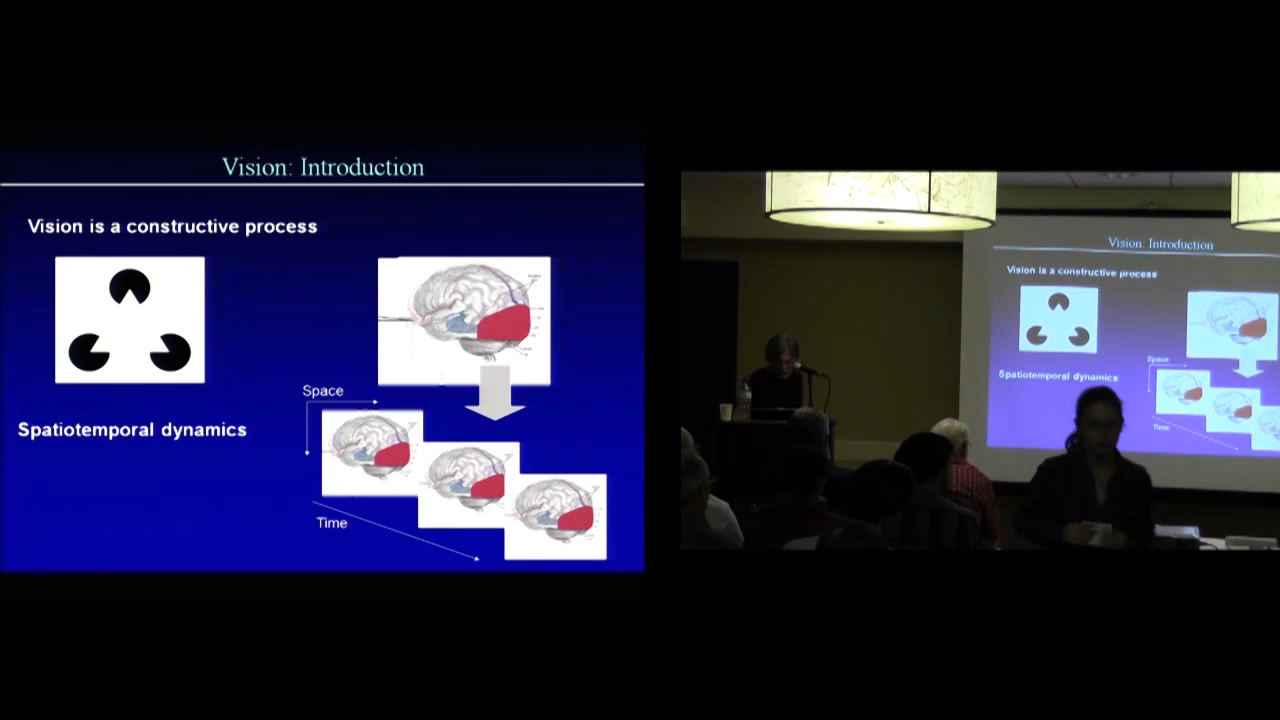 Vision: Introduction
Vision is a constructive process
Space
Spatiotemporal dynamics
Time
Vision: Introduction
Vision is a constructive process
Space
Spatiotemporal dynamics
Time